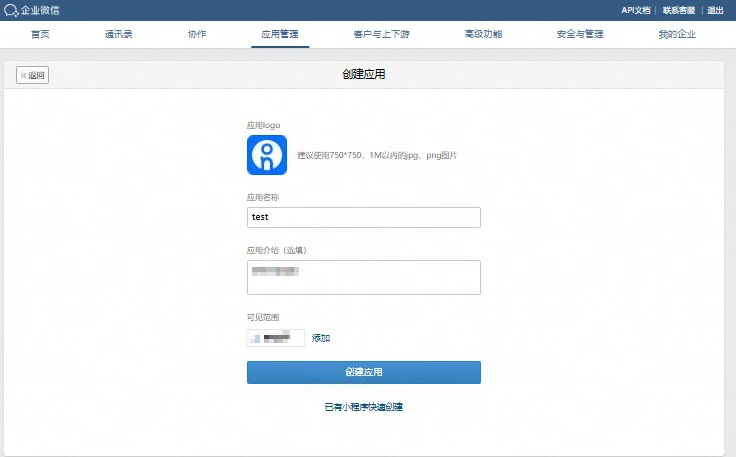 企业微信
API文档 | 联系客服 | 退出
首页 通讯录 协作 应用管理 客户与上下游 高级功能 安全与管理 我的企业
« 返回
创建应用
应用logo
建议使用750*750，1M以内的jpg、png图片
应用名称
test
应用介绍（选填）
可见范围
添加
创建应用
已有小程序快速创建